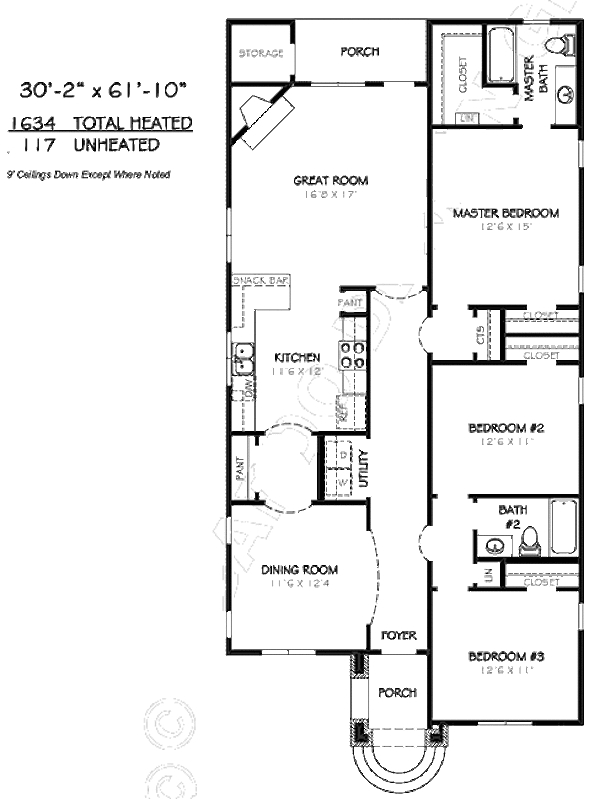 30'-2" x 61'-10"
1634 TOTAL HEATED
117 UNHEATED
9' Ceilings Down Except Where Noted
STORAGE
PORCH
CLOSET
LIN
MASTER
BATH
GREAT ROOM
16'8 X 17'
MASTER BEDROOM
12'6 X 15'
SNACK BAR
PANT
KITCHEN
11'6 X 12'
DW
REF
CTS
CLOSET
CLOSET
BEDROOM #2
12'6 X 11'
PANT
D
W
UTILITY
BATH
#2
DINING ROOM
11'6 X 12'4
LIN
CLOSET
FOYER
BEDROOM #3
12'6 X 11'
PORCH